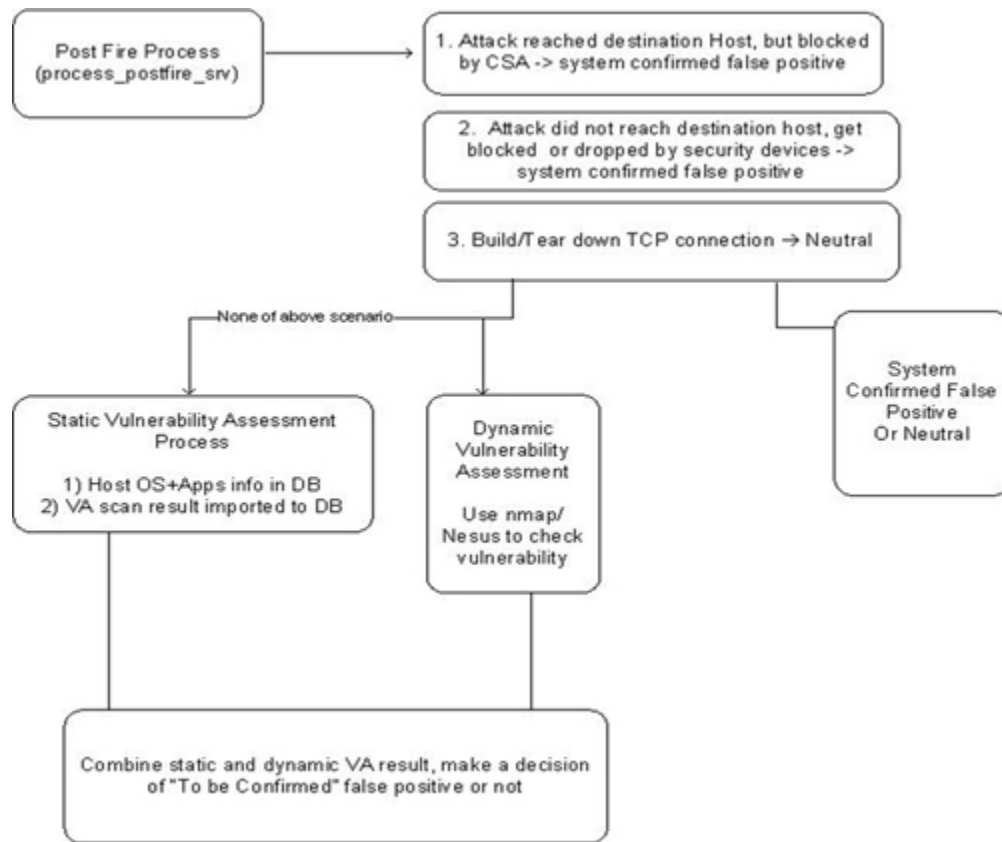 Post Fire Process
(process_postfire_srv)
1. Attack reached destination Host, but blocked
by CSA -> system confirmed false positive
2. Attack did not reach destination host, get
blocked or dropped by security devices ->
system confirmed false positive
3. Build/Tear down TCP connection → Neutral
None of above scenario
System
Confirmed False
Positive
Or Neutral
Static Vulnerability Assessment
Process
1) Host OS+Apps info in DB
2) VA scan result imported to DB
Dynamic
Vulnerability
Assessment
Use nmap/
Nesus to check
vulnerability
Combine static and dynamic VA result, make a decision
of "To be Confirmed" false positive or not